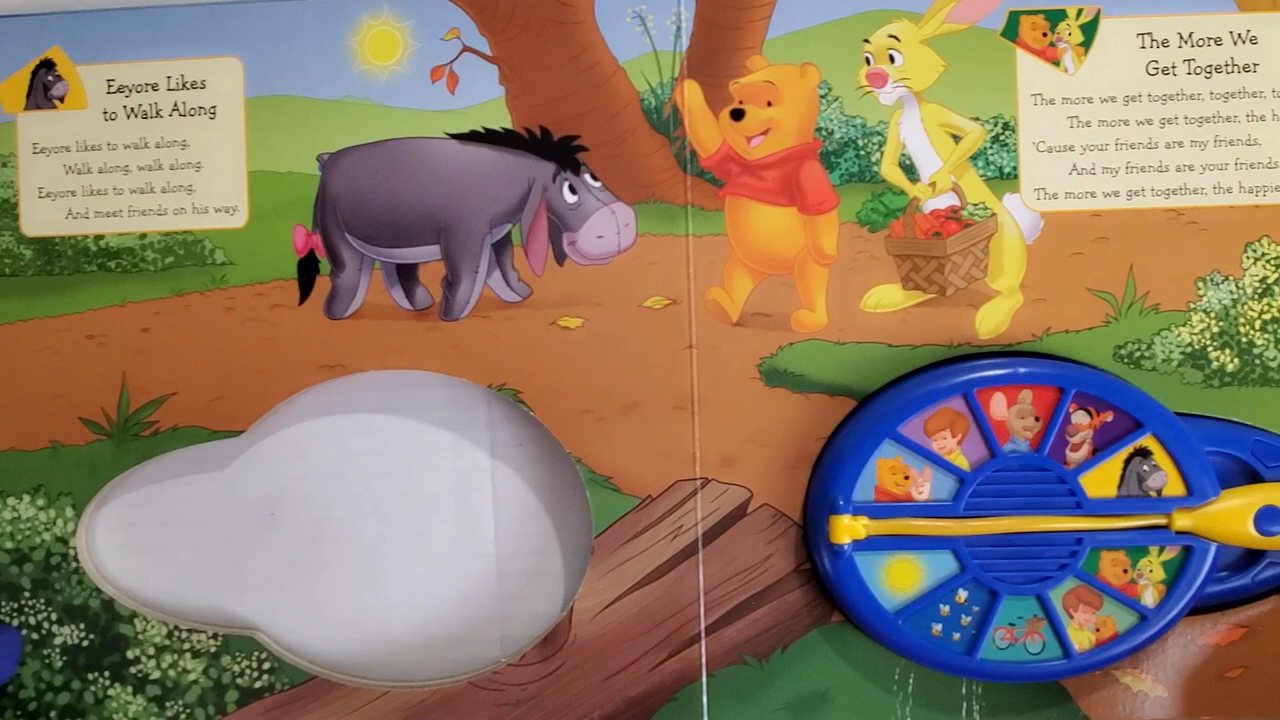 Eeyore Likes
to Walk Along
Eeyore likes to walk along,
Walk along, walk along.
Eeyore likes to walk along,
And meet friends on his way.
The More We
Get Together
The more we get together, together,
The more we get together, the
'Cause your friends are my friends,
And my friends are your friends
The more we get together, the